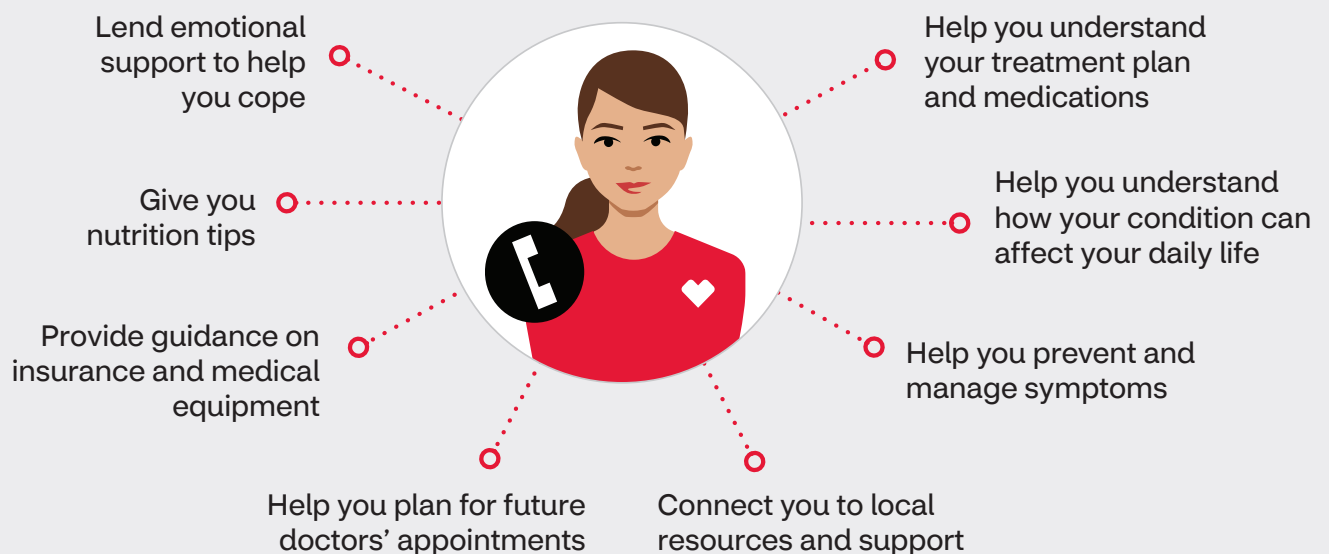 Lend emotional
support to help
you cope
Give you
nutrition tips
Provide guidance on
insurance and medical
equipment
Help you plan for future
doctors’ appointments
Connect you to local
resources and support
Help you prevent and
manage symptoms
Help you understand
how your condition can
affect your daily life
Help you understand
your treatment plan
and medications